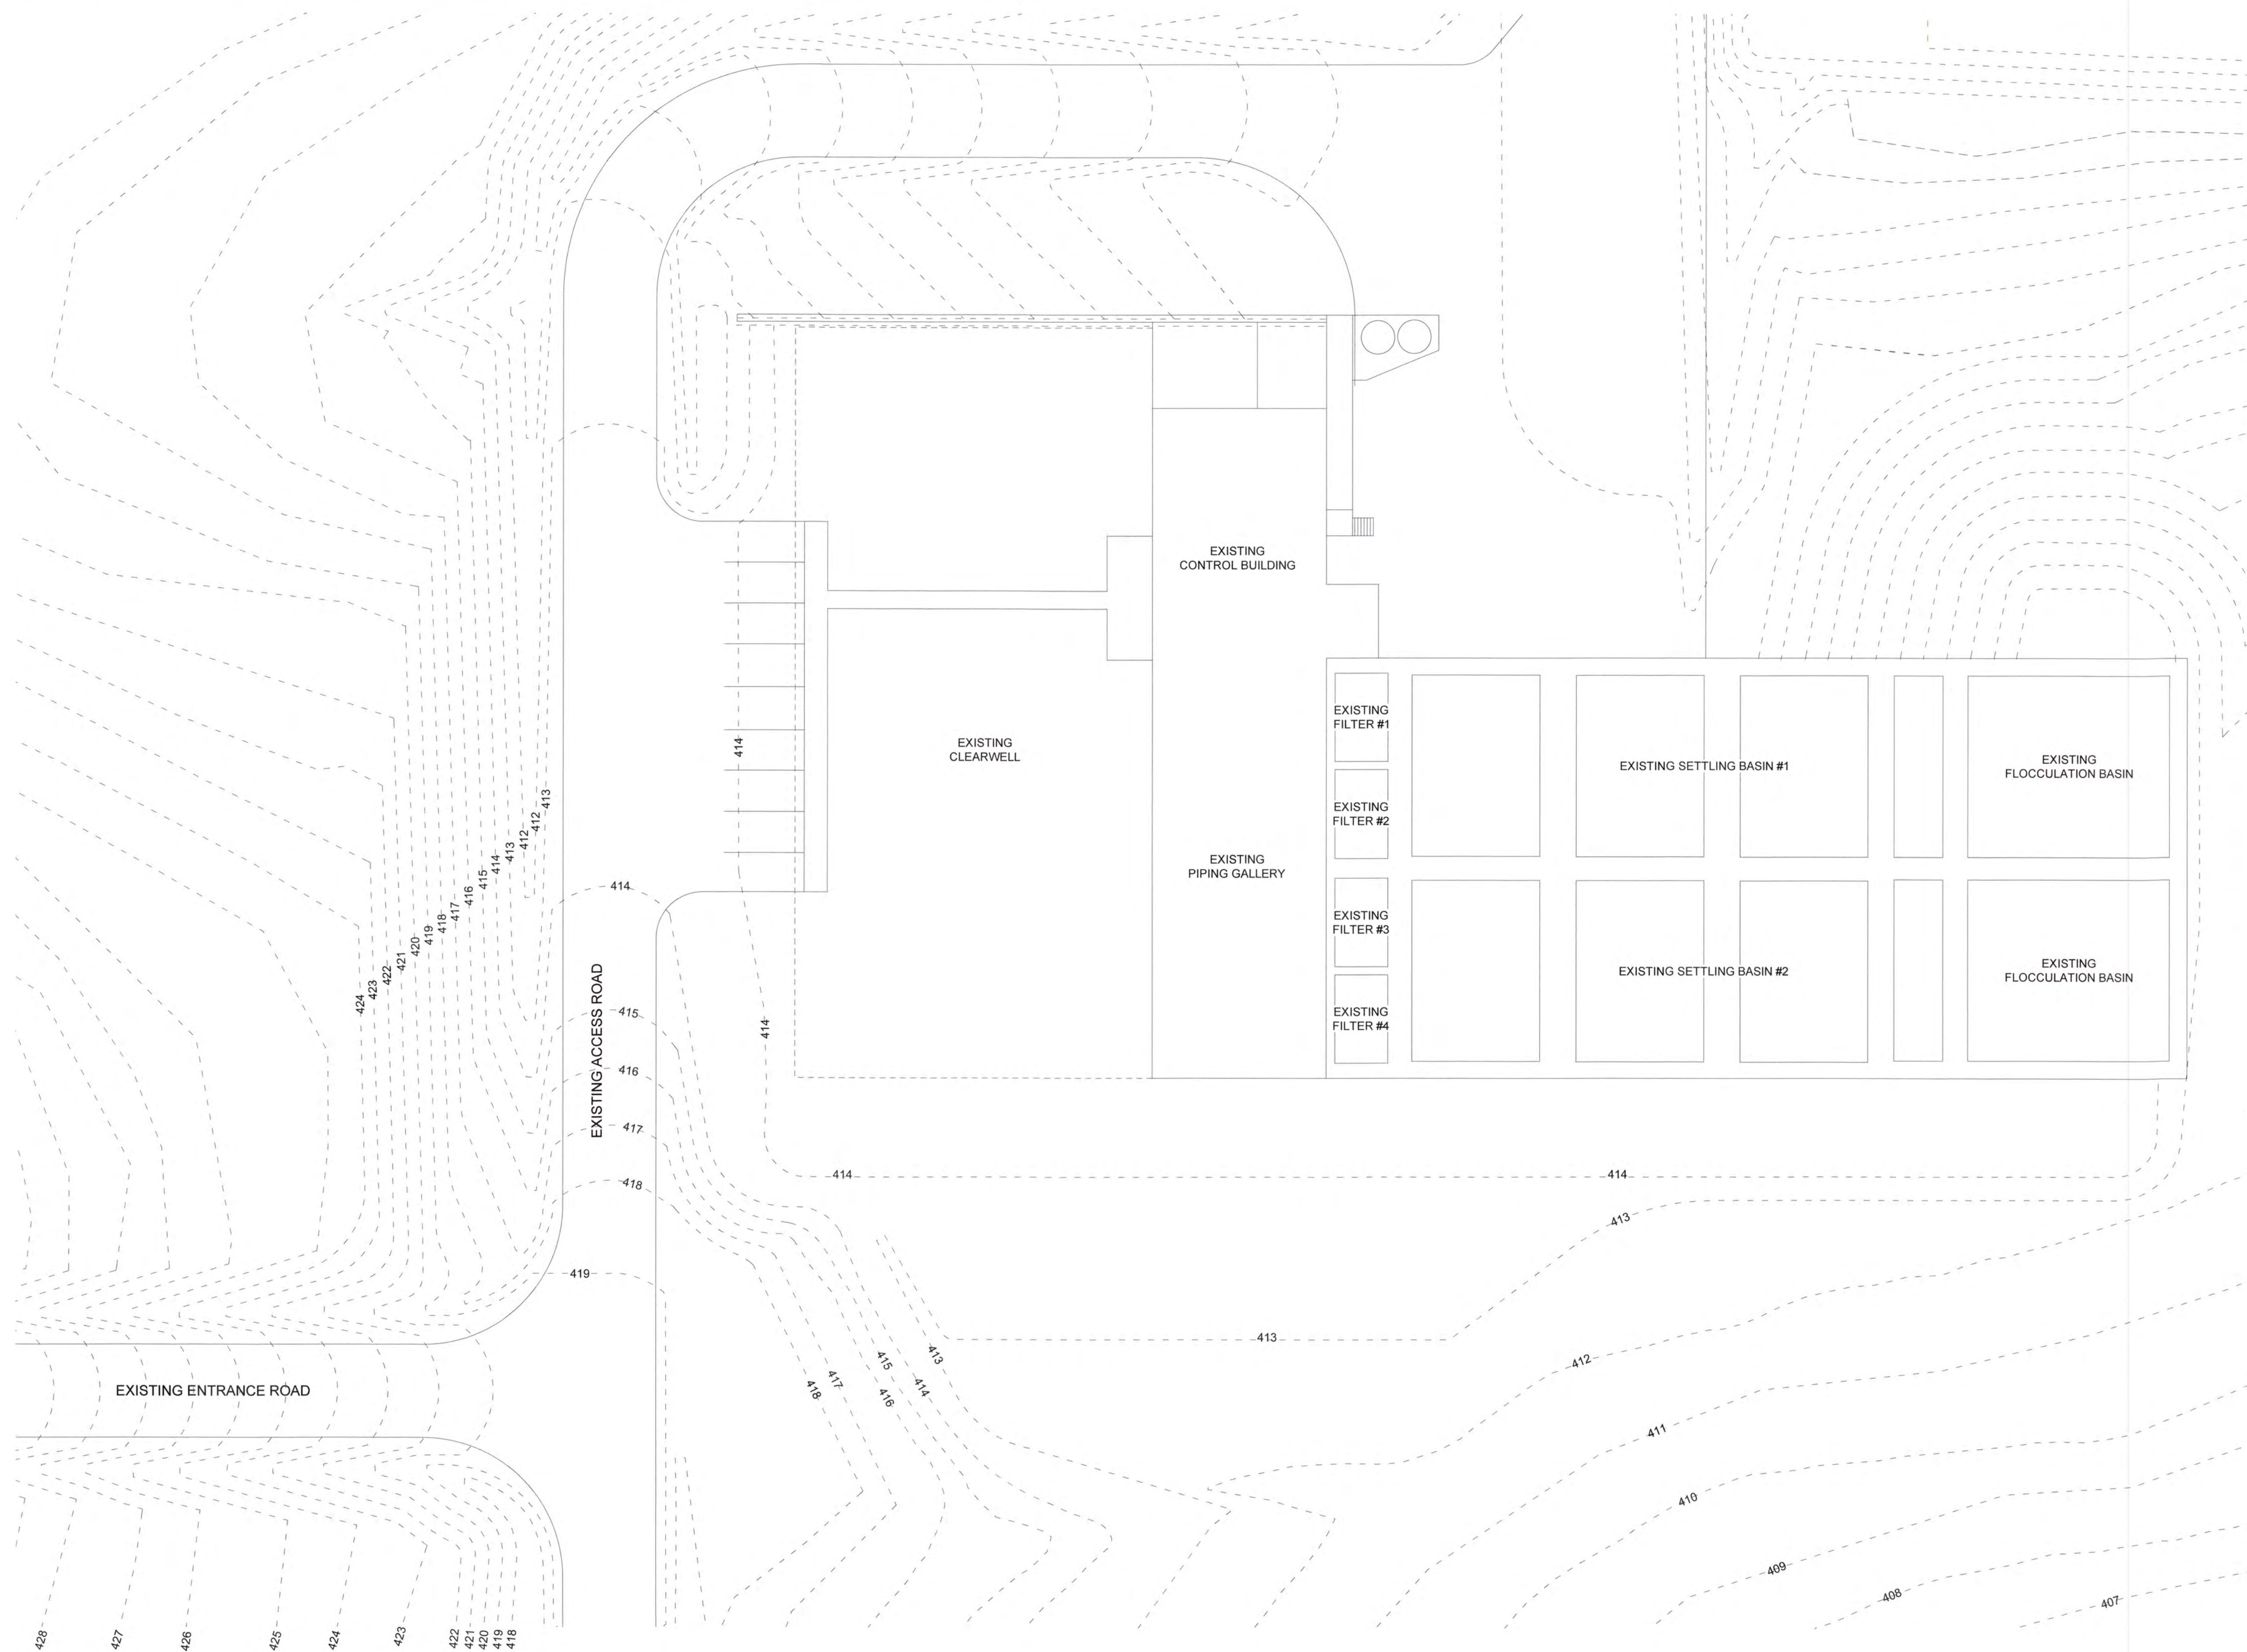 EXISTING
CONTROL BUILDING
EXISTING
FILTER #1
414
EXISTING
CLEARWELL
EXISTING SETTLING BASIN #1
EXISTING
FLOCCULATION BASIN
413
412
412
413
414
415
416
417
418
419
420
421
422
423
424
EXISTING
FILTER #2
EXISTING
PIPING GALLERY
414
EXISTING
FILTER #3
EXISTING SETTLING BASIN #2
EXISTING
FLOCCULATION BASIN
EXISTING ACCESS ROAD
415
414
EXISTING
FILTER #4
416
417
418
414
414
413
419
413
413
412
415
414
416
417
418
EXISTING ENTRANCE ROAD
411
410
409
408
407
428
427
426
425
424
423
422
421
420
419
418